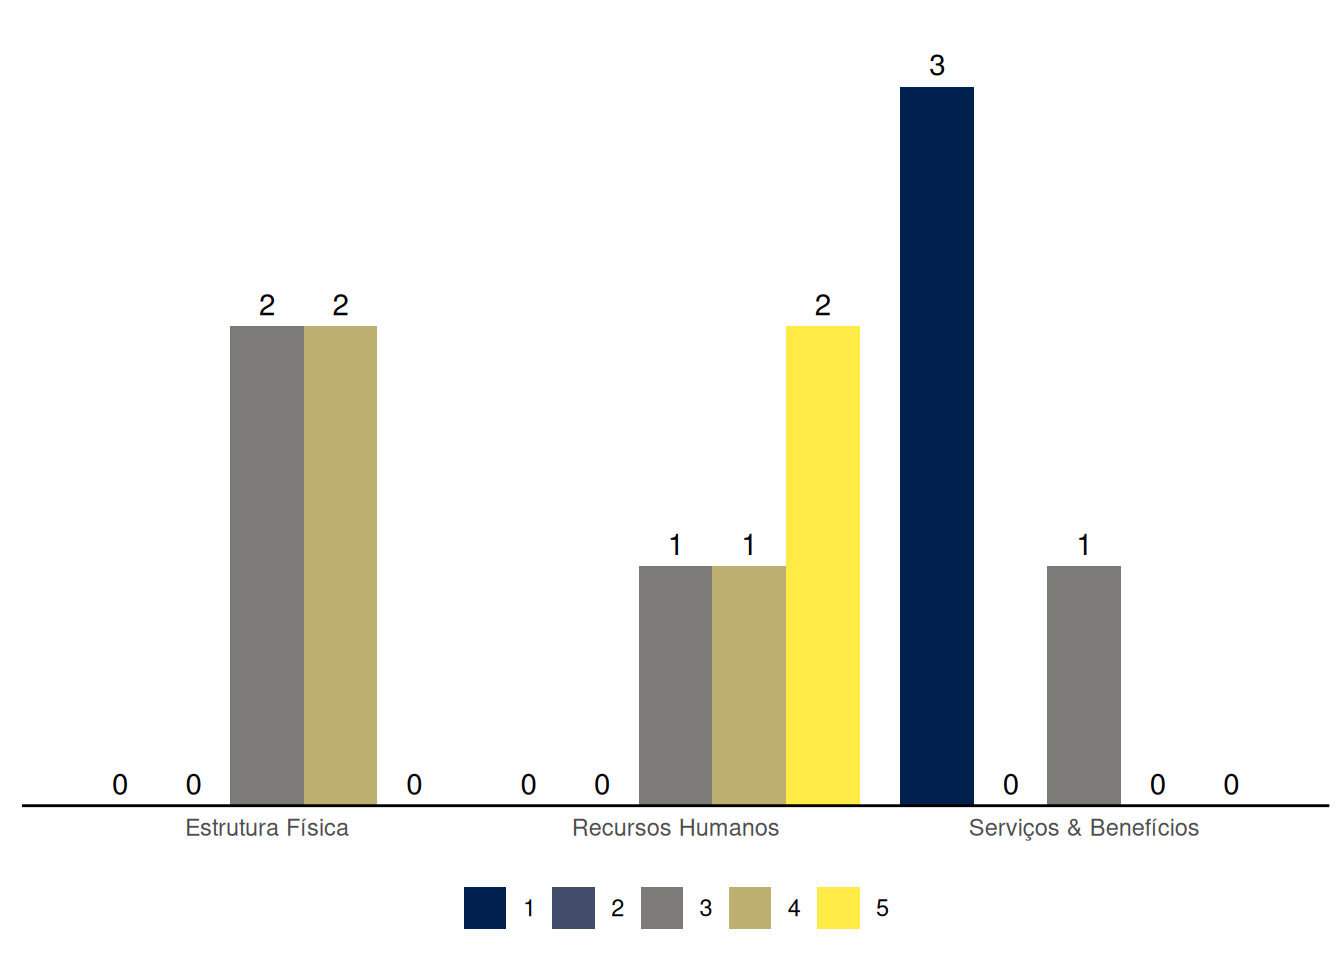 3
2 2 2
1 1 1
0 0 0 0 0 0 0 0
Estrutura Física Recursos Humanos Serviços & Benefícios
1 2 3 4 5